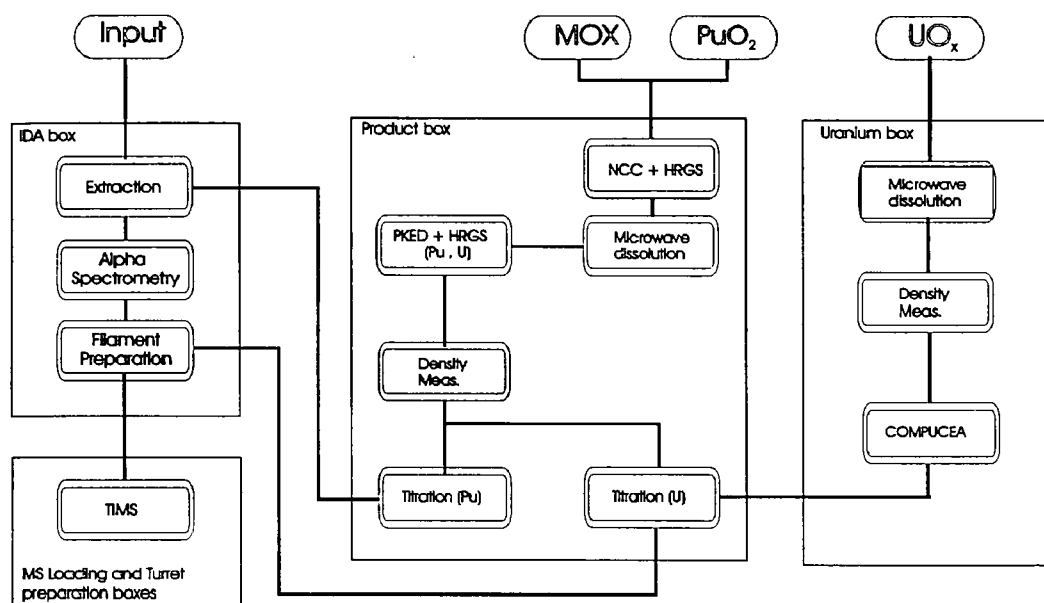 Input
MOX
PuO₂
UOₓ
IDA box
Extraction
Alpha
Spectrometry
Filament
Preparation
TIMS
MS Loading and Turret
preparation boxes
Product box
NCC + HRGS
Microwave
dissolution
PKED + HRGS
(Pu , U)
Density
Meas.
Titration (Pu)
Titration (U)
Uranium box
Microwave
dissolution
Density
Meas.
COMPUCEA